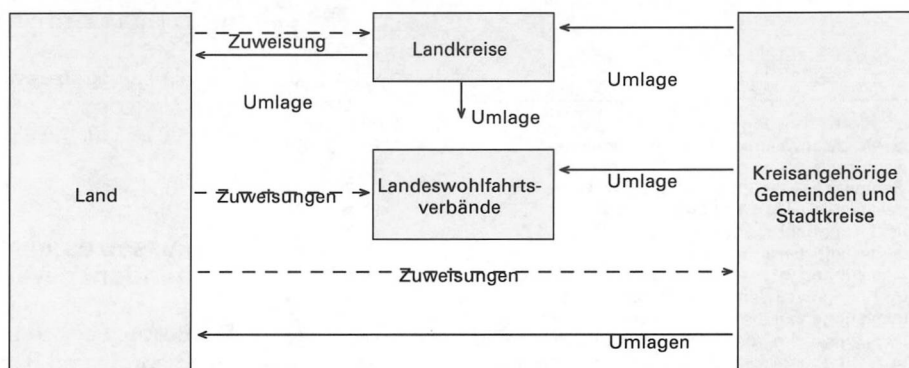 Zuweisung
Landkreise
Umlage
Umlage
Umlage
Land
Zuweisungen
Landeswohlfahrts-
verbände
Umlage
Kreisangehörige
Gemeinden und
Stadtkreise
Zuweisungen
Umlagen